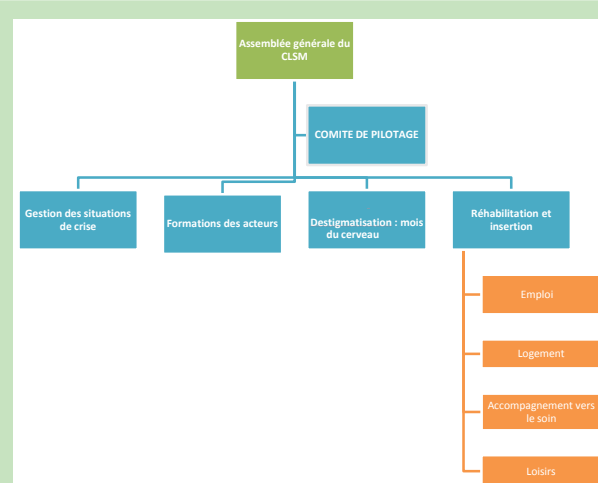 Assemblée générale du
CLSM
COMITE DE PILOTAGE
Gestion des situations
de crise
Formations des acteurs
Destigmatisation : mois
du cerveau
Réhabilitation et
insertion
Emploi
Logement
Accompagnement vers
le soin
Loisirs